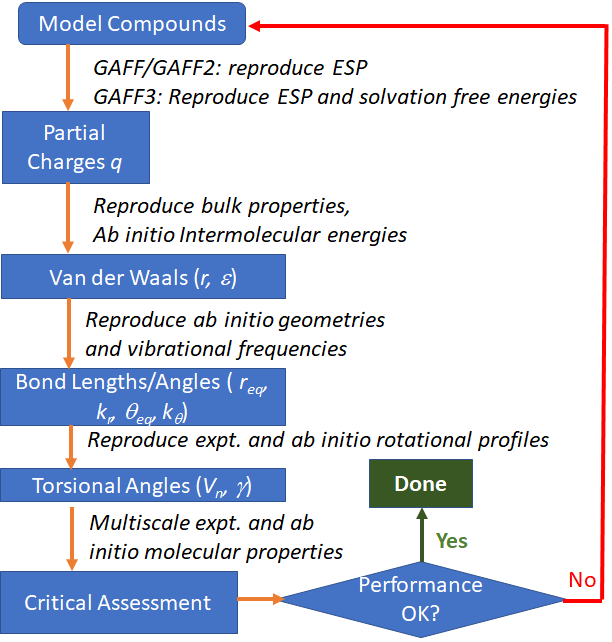 Model Compounds
GAFF/GAFF2: reproduce ESP
GAFF3: Reproduce ESP and solvation free energies
Partial
Charges q
Reproduce bulk properties,
Ab initio Intermolecular energies
Van der Waals (r, ε)
Reproduce ab initio geometries
and vibrational frequencies
Bond Lengths/Angles ( req,
kr, θeq, kθ)
Reproduce expt. and ab initio rotational profiles
Torsional Angles (Vn, γ)
Done
Multiscale expt. and ab
initio molecular properties
Yes
No
Critical Assessment
Performance
OK?